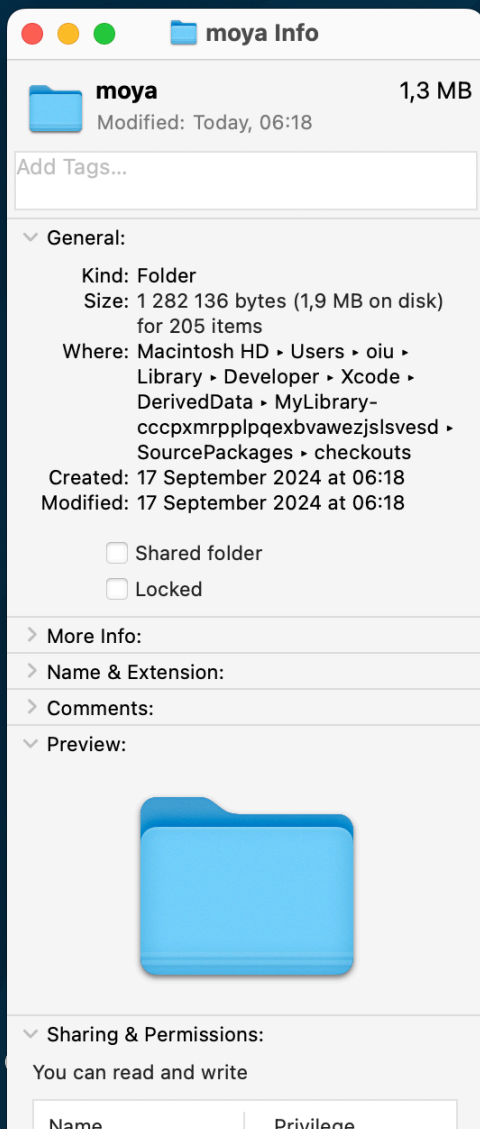 moya Info
moya 1,3 MB
Modified: Today, 06:18
Add Tags...
General:
Kind: Folder
Size: 1 282 136 bytes (1,9 MB on disk)
for 205 items
Where: Macintosh HD ▸ Users ▸ oiu ▸
Library ▸ Developer ▸ Xcode ▸
DerivedData ▸ MyLibrary-
cccpxmrpplpqexbvawezjslsvesd ▸
SourcePackages ▸ checkouts
Created: 17 September 2024 at 06:18
Modified: 17 September 2024 at 06:18
Shared folder
Locked
More Info:
Name & Extension:
Comments:
Preview:
Sharing & Permissions:
You can read and write
Name Privilege